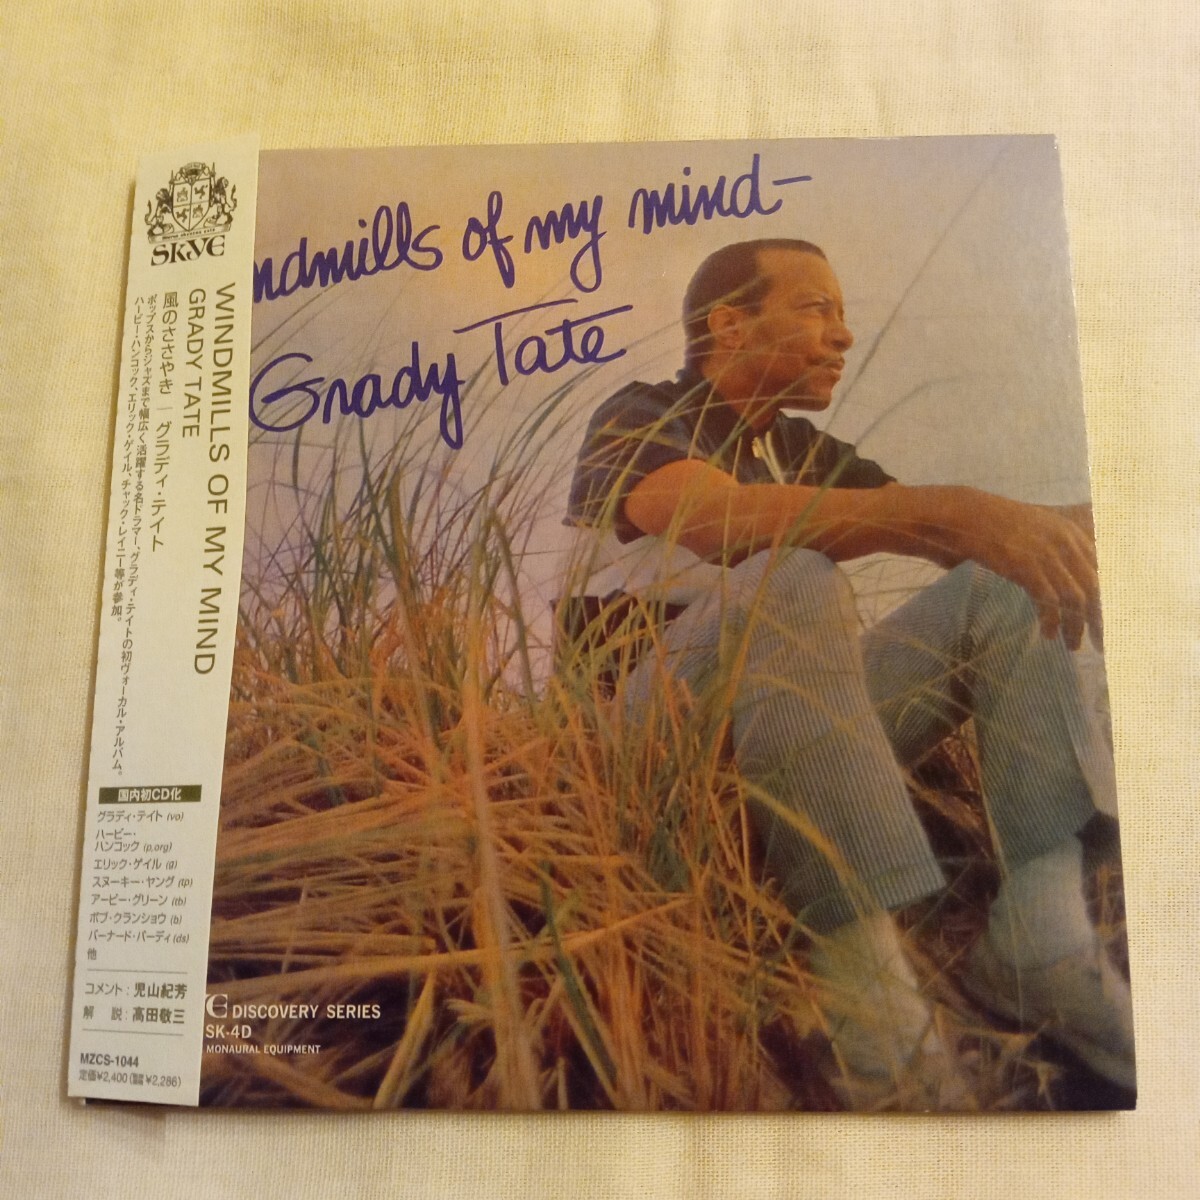 SKYE
WINDMILLS OF MY MIND
GRADY TATE
風のささやき | グラディ・テイト
ポップスからジャズまで幅広く活躍する名ドラマー、グラディ・テイトの初ヴォーカル・アルバム。
ハービー・ハンコック、エリック・ゲイル、チャック・レイニー等が参加。
国内初CD化
グラディ・テイト (vo)
ハービー・
ハンコック (p,org)
エリック・ゲイル (g)
スヌーキー・ヤング (tp)
アービー・グリーン (tb)
ボブ・クランショウ (b)
バーナード・パーディ (ds)
他
コメント：児山紀芳
解 説：高田敬三
MZCS-1044
定価¥2,400 (税抜価格¥2,286)
ndmills of my mind-
Grady Tate
E DISCOVERY SERIES
SK-4D
MONAURAL EQUIPMENT